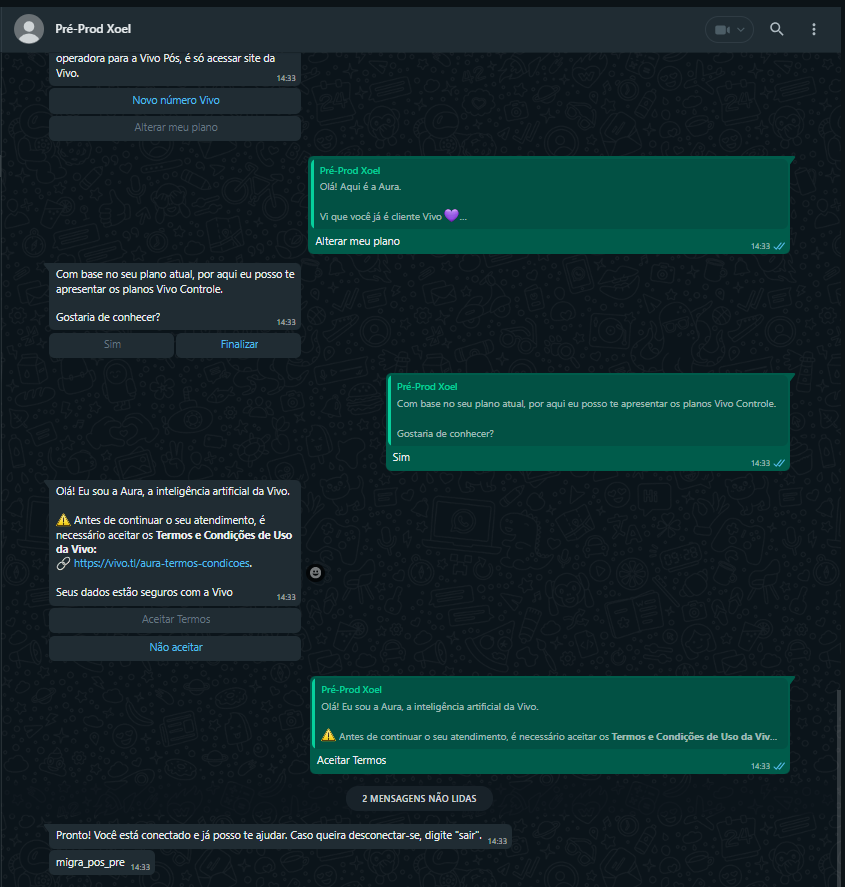 Pré-Prod Xoel
operadora para a Vivo Pós, é só acessar site da
Vivo.
14:33
Novo número Vivo
Alterar meu plano
Pré-Prod Xoel
Olá! Aqui é a Aura.
Vi que você já é cliente Vivo 💜 ...
Alterar meu plano
14:33
Com base no seu plano atual, por aqui eu posso te
apresentar os planos Vivo Controle.
Gostaria de conhecer?
14:33
Sim
Finalizar
Pré-Prod Xoel
Com base no seu plano atual, por aqui eu posso te apresentar os planos Vivo Controle.
Gostaria de conhecer?
Sim
14:33
Olá! Eu sou a Aura, a inteligência artificial da Vivo.
⚠️ Antes de continuar o seu atendimento, é
necessário aceitar os Termos e Condições de Uso
da Vivo:
🔗 https://vivo.tl/aura-termos-condicoes.
Seus dados estão seguros com a Vivo
14:33
Aceitar Termos
Não aceitar
Pré-Prod Xoel
Olá! Eu sou a Aura, a inteligência artificial da Vivo.
⚠️ Antes de continuar o seu atendimento, é necessário aceitar os Termos e Condições de Uso da Viv...
Aceitar Termos
14:33
2 MENSAGENS NÃO LIDAS
Pronto! Você está conectado e já posso te ajudar. Caso queira desconectar-se, digite "sair".
14:33
migra_pos_pre
14:33